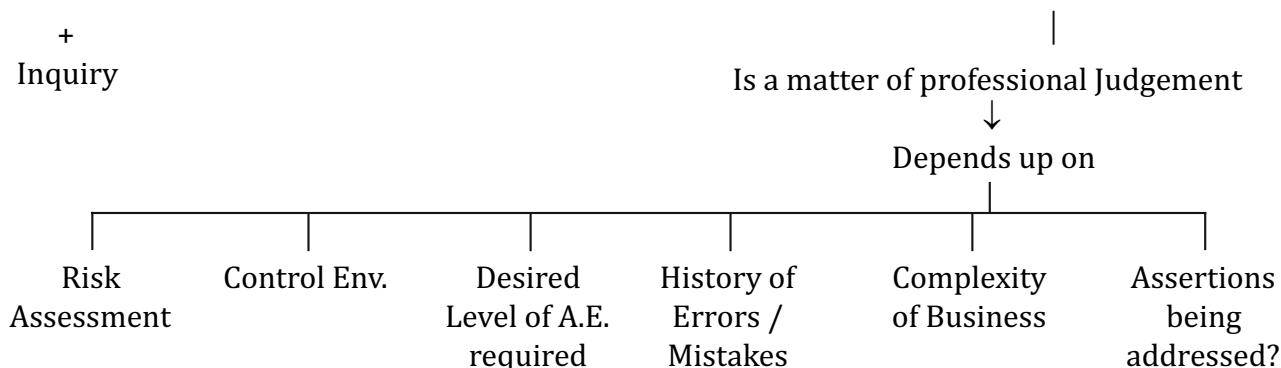 +
Inquiry
Is a matter of professional Judgement
Depends up on
Risk
Assessment
Control Env.
Desired
Level of A.E.
required
History of
Errors /
Mistakes
Complexity
of Business
Assertions
being
addressed?